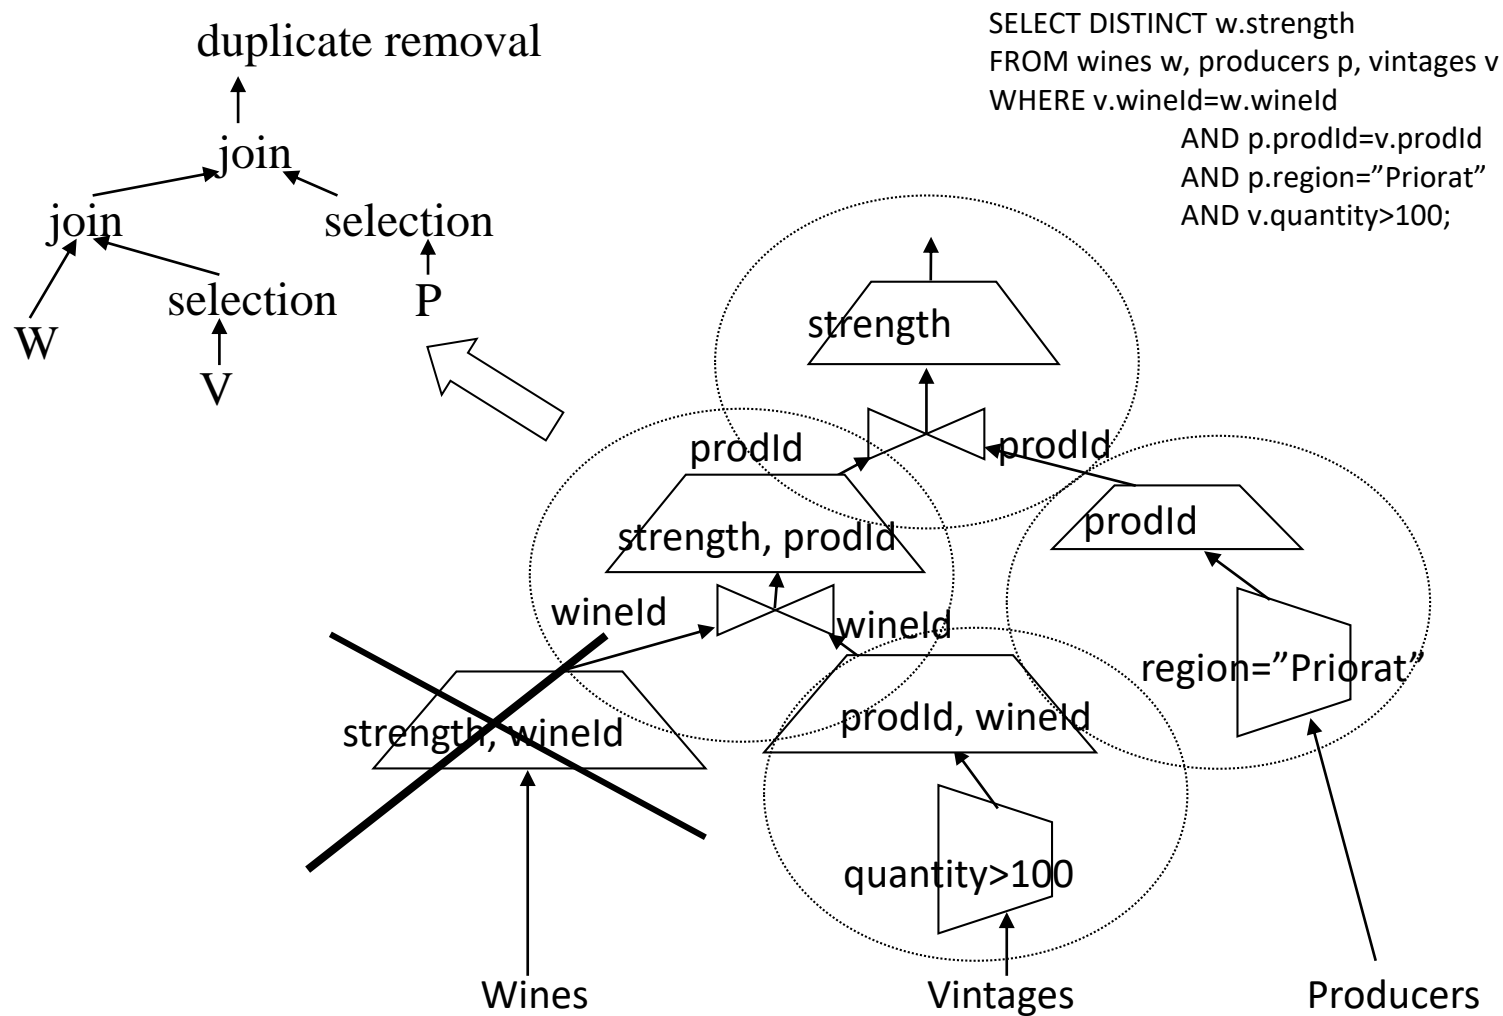 duplicate removal
join
join
selection
selection
P
W
V
SELECT DISTINCT w.strength
FROM wines w, producers p, vintages v
WHERE v.wineId=w.wineId
AND p.prodId=v.prodId
AND p.region=”Priorat”
AND v.quantity>100;
strength
prodId
prodId
strength, prodId
prodId
wineId
wineId
region=”Priorat”
strength, wineId
prodId, wineId
quantity>100
Wines
Vintages
Producers